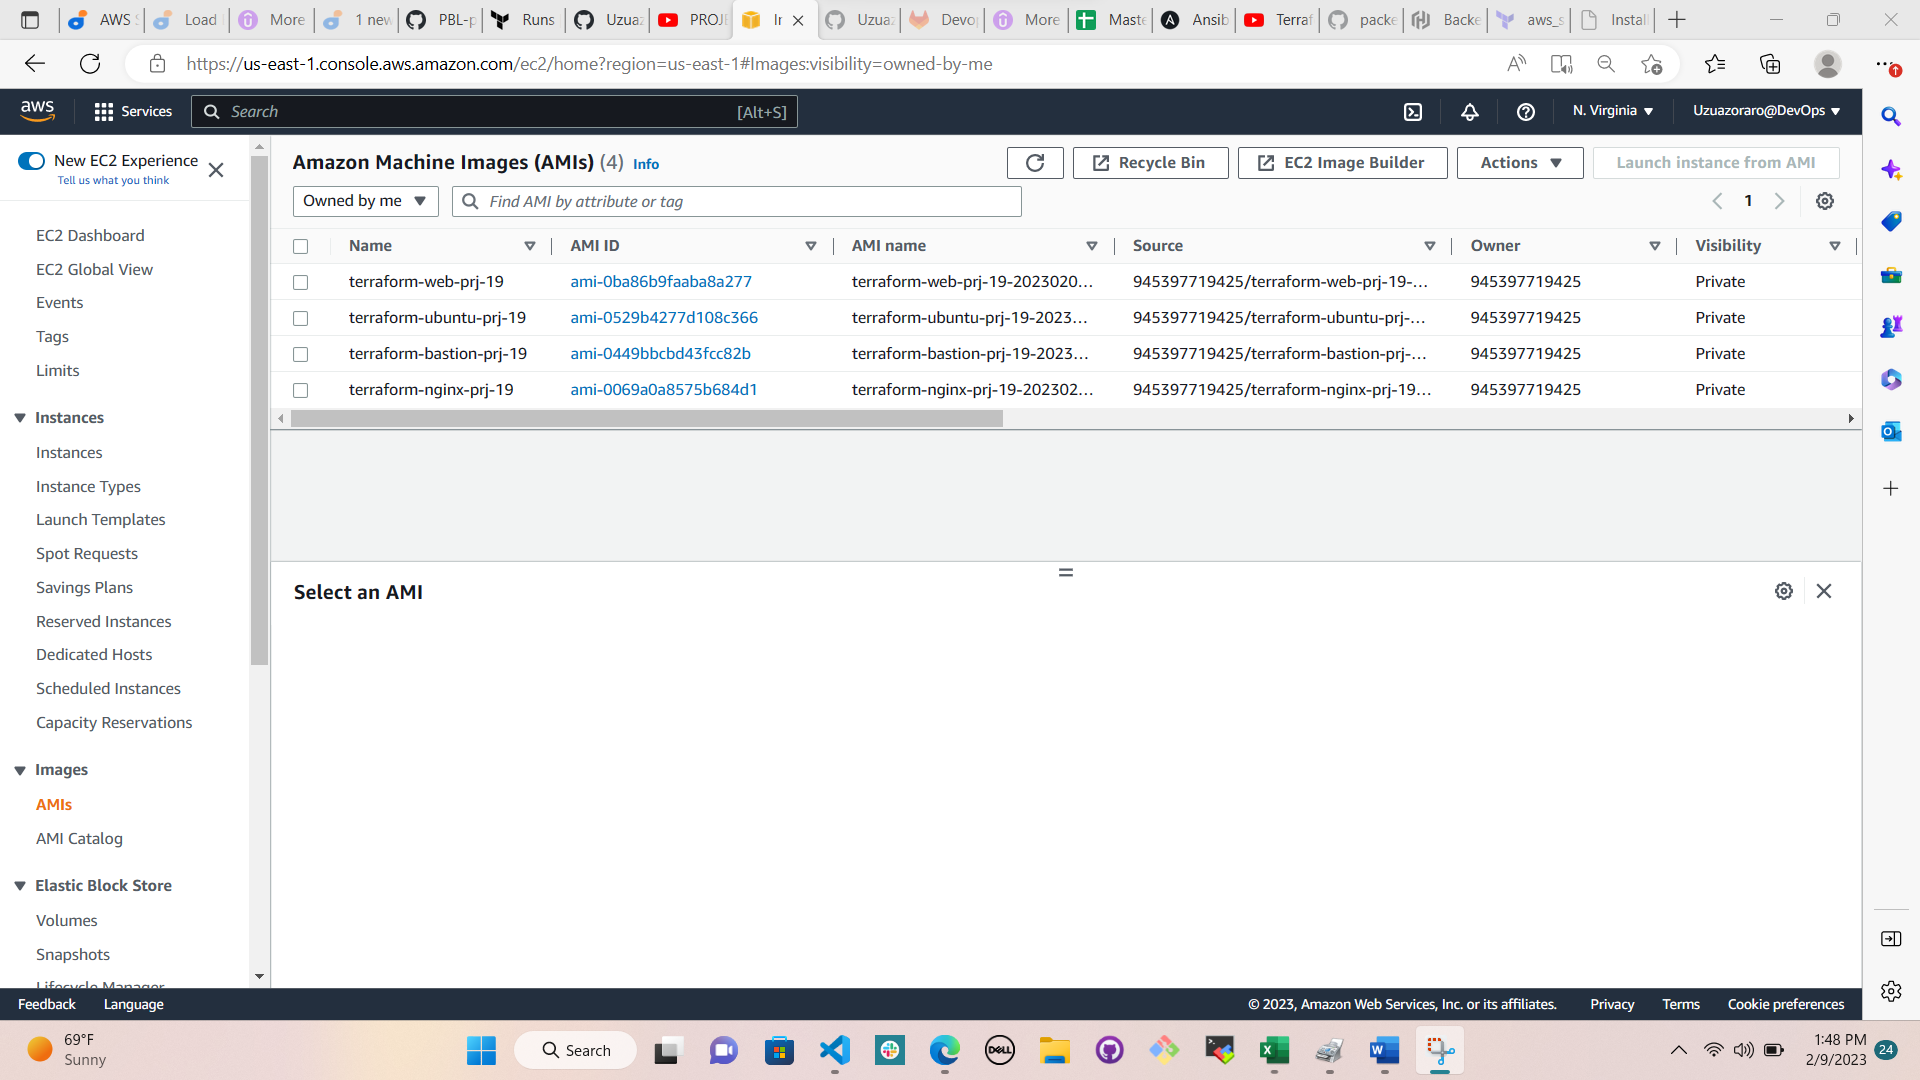 AWS S
Load
More
1 new
PBL-p
Runs
Uzuaz
PROJE
In
Uzuaz
Devop
More
Maste
Ansib
Terraf
packe
Backe
aws_s
Install
https://us-east-1.console.aws.amazon.com/ec2/home?region=us-east-1#Images:visibility=owned-by-me
aws
Services
Search
[Alt+S]
N. Virginia
Uzuazoraro@DevOps
New EC2 Experience
Tell us what you think
EC2 Dashboard
EC2 Global View
Events
Tags
Limits
Instances
Instances
Instance Types
Launch Templates
Spot Requests
Savings Plans
Reserved Instances
Dedicated Hosts
Scheduled Instances
Capacity Reservations
Images
AMIs
AMI Catalog
Elastic Block Store
Volumes
Snapshots
Lifecycle Manager
Amazon Machine Images (AMIs) (4) Info
Recycle Bin
EC2 Image Builder
Actions
Launch instance from AMI
Owned by me
Find AMI by attribute or tag
1
Name AMI ID AMI name Source Owner Visibility
terraform-web-prj-19 ami-0ba86b9faaba8a277 terraform-web-prj-19-2023020... 945397719425/terraform-web-prj-19-... 945397719425 Private
terraform-ubuntu-prj-19 ami-0529b4277d108c366 terraform-ubuntu-prj-19-2023... 945397719425/terraform-ubuntu-prj-... 945397719425 Private
terraform-bastion-prj-19 ami-0449bbcbd43fcc82b terraform-bastion-prj-19-2023... 945397719425/terraform-bastion-prj-... 945397719425 Private
terraform-nginx-prj-19 ami-0069a0a8575b684d1 terraform-nginx-prj-19-202302... 945397719425/terraform-nginx-prj-19... 945397719425 Private
Select an AMI
Feedback
Language
© 2023, Amazon Web Services, Inc. or its affiliates.
Privacy
Terms
Cookie preferences
69°F
Sunny
Search
DELL
1:48 PM
2/9/2023
24